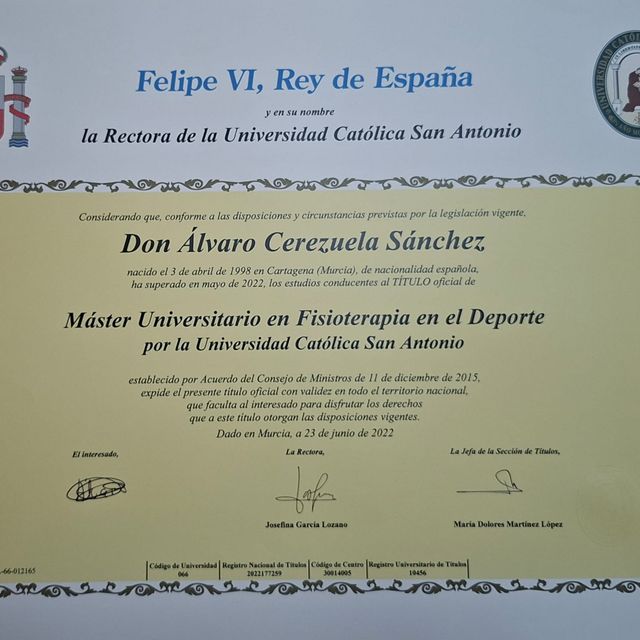 Felipe VI, Rey de España
y en su nombre
la Rectora de la Universidad Católica San Antonio
Considerando que, conforme a las disposiciones y circunstancias previstas por la legislación vigente,
Don Álvaro Cerezuela Sánchez
nacido el 3 de abril de 1998 en Cartagena (Murcia), de nacionalidad española,
ha superado en mayo de 2022, los estudios conducentes al TÍTULO oficial de
Máster Universitario en Fisioterapia en el Deporte
por la Universidad Católica San Antonio
establecido por Acuerdo del Consejo de Ministros de 11 de diciembre de 2015,
expide el presente título oficial con validez en todo el territorio nacional,
que faculta al interesado para disfrutar los derechos
que a este título otorgan las disposiciones vigentes.
Dado en Murcia, a 23 de junio de 2022
El interesado, La Rectora, La Jefa de la Sección de Títulos,
Josefina García Lozano María Dolores Martínez López
-66-012165
Código de Universidad Registro Nacional de Títulos Código de Centro Registro Universitario de Títulos
066 2022177259 30014005 10456